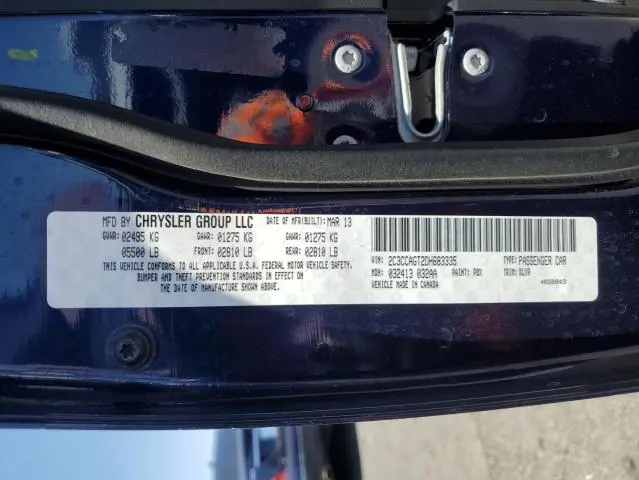 MFD BY CHRYSLER GROUP LLC DATE OF MFR(BUILT): MAR 13
GVWR: 02495 KG GAWR: 01275 KG GAWR: 01275 KG
05500 LB FRONT: 02810 LB REAR: 02810 LB
THIS VEHICLE CONFORMS TO ALL APPLICABLE U.S.A. FEDERAL MOTOR VEHICLE SAFETY,
BUMPER AND THEFT PREVENTION STANDARDS IN EFFECT ON
THE DATE OF MANUFACTURE SHOWN ABOVE.
VIN: 2C3CCAGT2DH683335 TYPE: PASSENGER CAR
MDH: 032413 032AA PAINT: PBX TRIM: DLX9
VEHICLE MADE IN CANADA